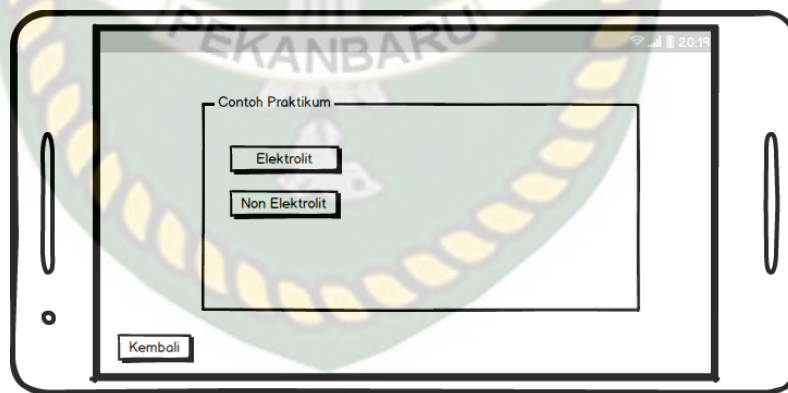 PEKANBARU
20:19
Contoh Praktikum
Elektrolit
Non Elektrolit
Kembali